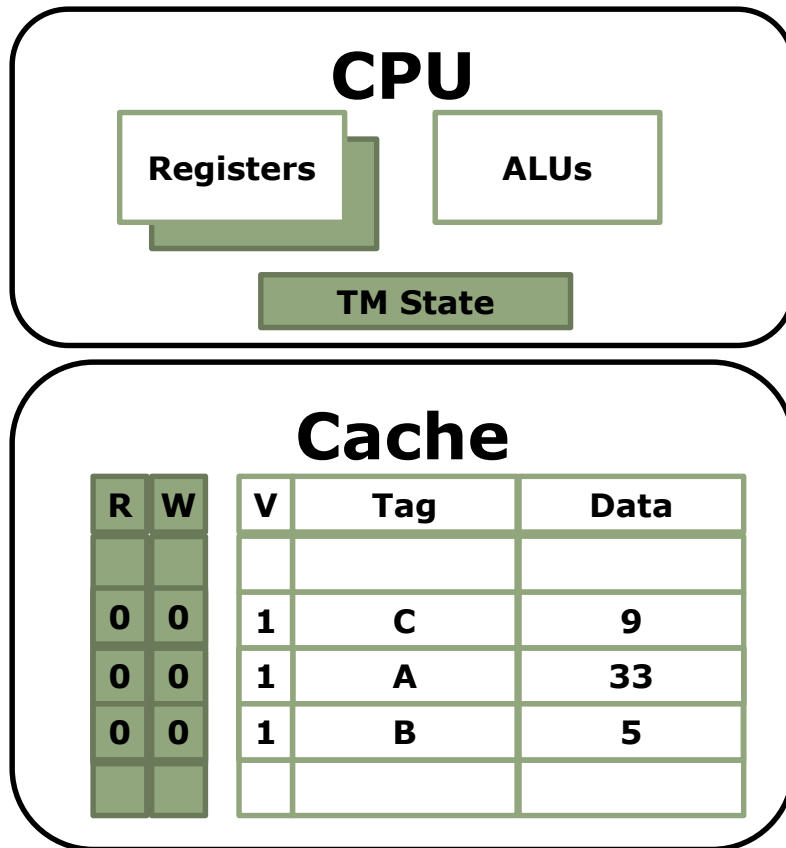 CPU
Registers ALUs
TM State
Cache
R W V Tag Data
0 0 1 C 9
0 0 1 A 33
0 0 1 B 5